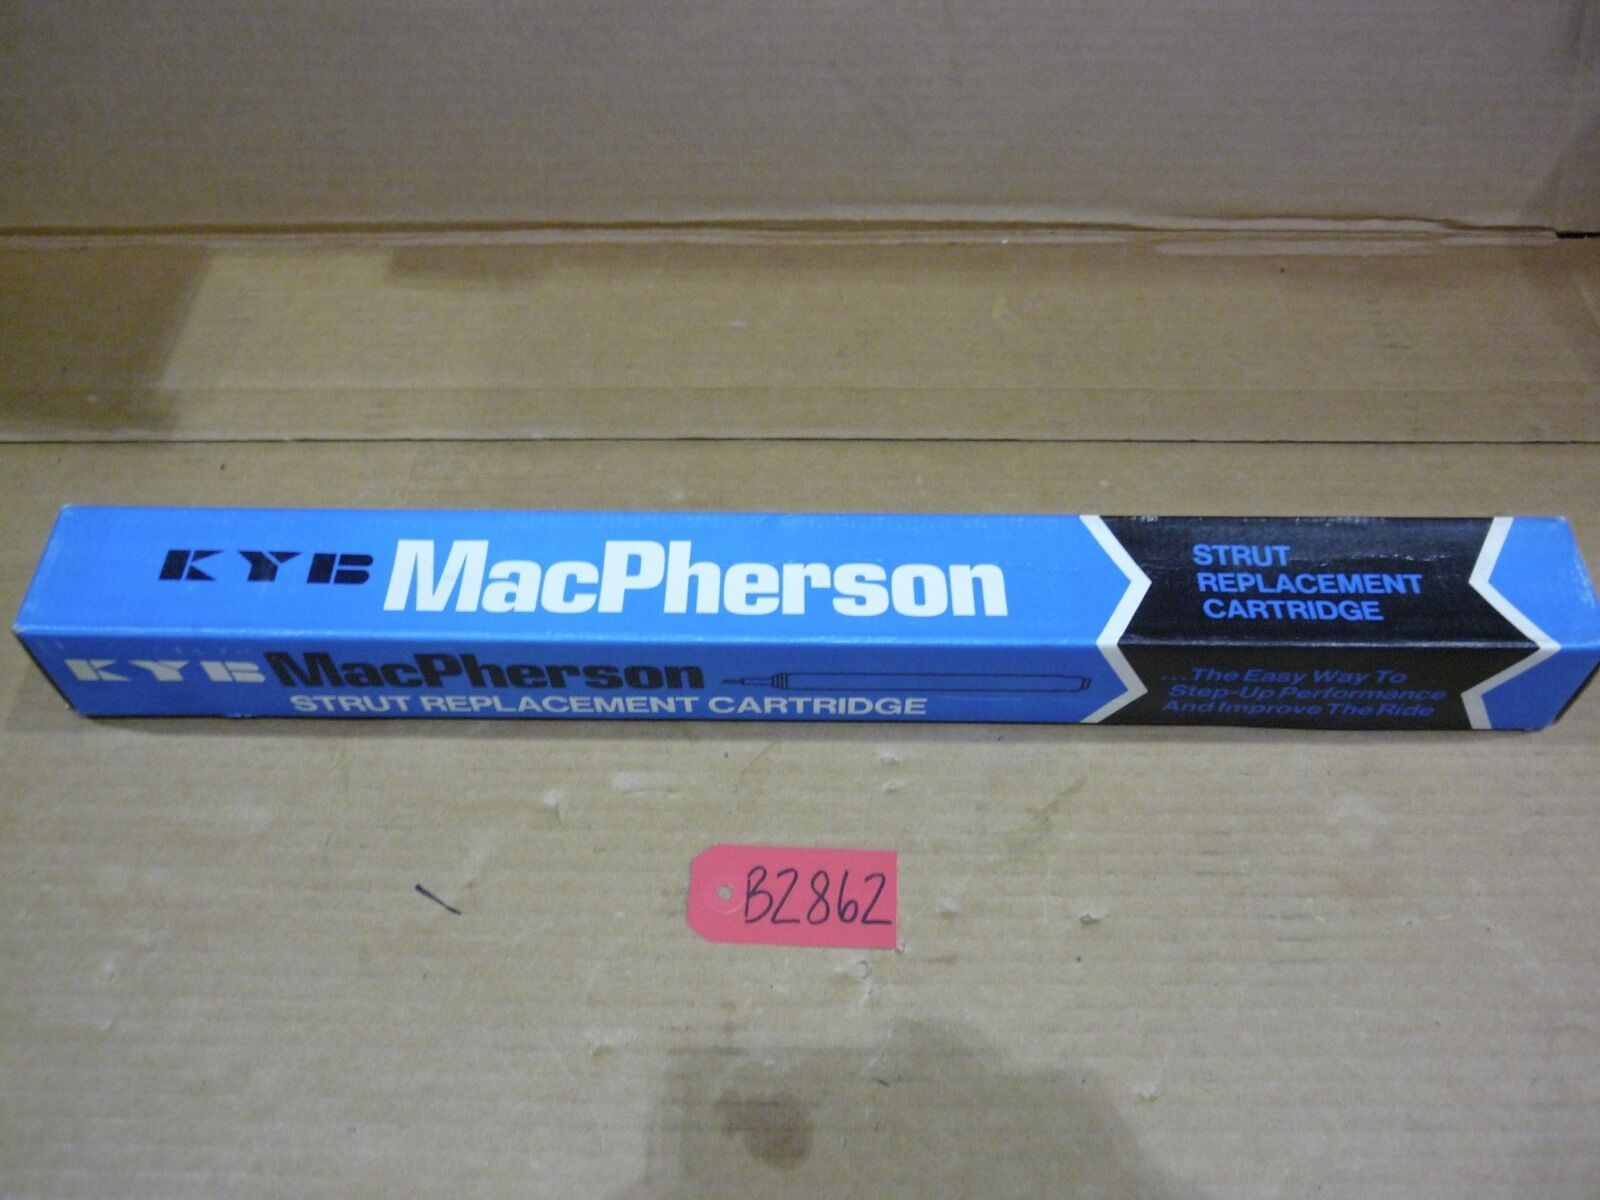 KYB MacPherson
STRUT
REPLACEMENT
CARTRIDGE
KYB MacPherson
STRUT REPLACEMENT CARTRIDGE
...The Easy Way To
Step-Up Performance
And Improve The Ride
B2862